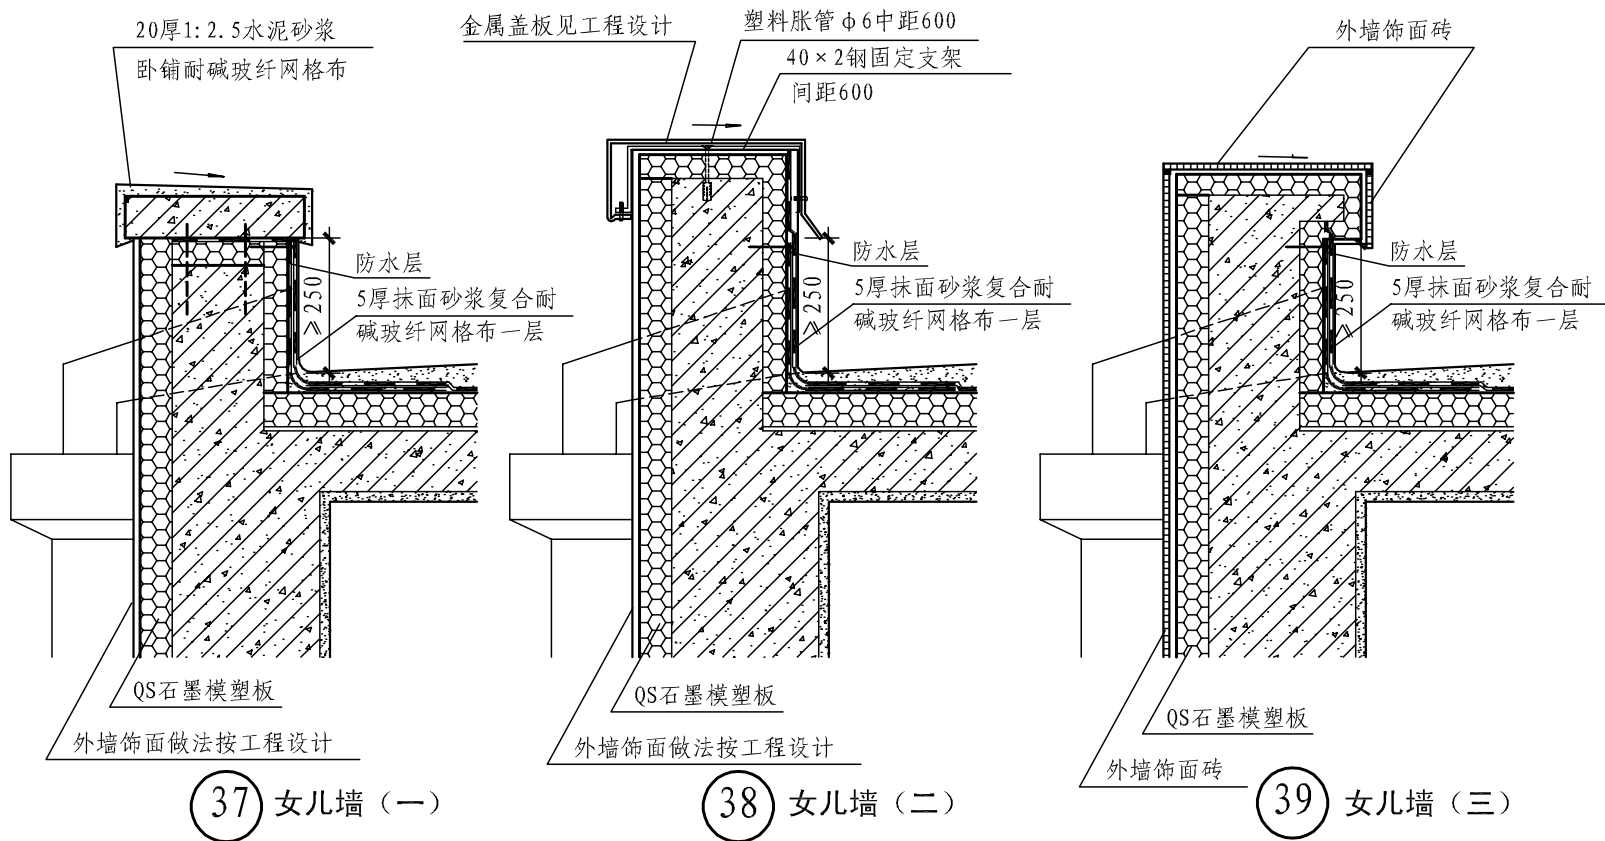 20厚1:2.5水泥砂浆
卧铺耐碱玻纤网格布
防水层
5厚抹面砂浆复合耐
碱玻纤网格布一层
≥250
QS石墨模塑板
外墙饰面做法按工程设计
37 女儿墙（一）
金属盖板见工程设计
塑料胀管φ6中距600
40×2钢固定支架
间距600
防水层
5厚抹面砂浆复合耐
碱玻纤网格布一层
≥250
QS石墨模塑板
外墙饰面做法按工程设计
38 女儿墙（二）
外墙饰面砖
防水层
5厚抹面砂浆复合耐
碱玻纤网格布一层
≥250
QS石墨模塑板
外墙饰面砖
39 女儿墙（三）